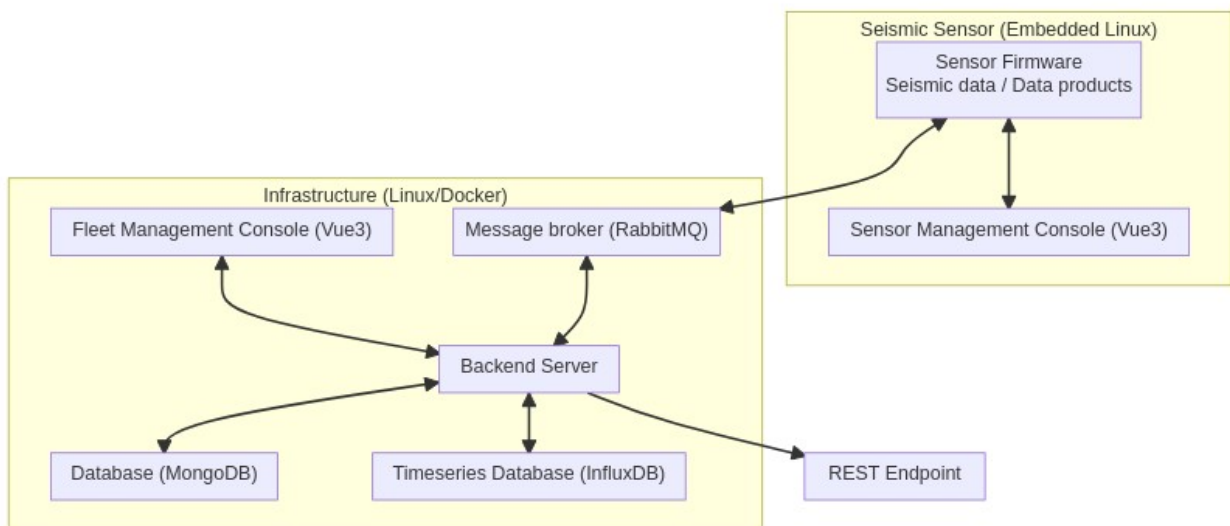 Seismic Sensor (Embedded Linux)
Sensor Firmware
Seismic data / Data products
Infrastructure (Linux/Docker)
Fleet Management Console (Vue3)
Message broker (RabbitMQ)
Sensor Management Console (Vue3)
Backend Server
Database (MongoDB)
Timeseries Database (InfluxDB)
REST Endpoint